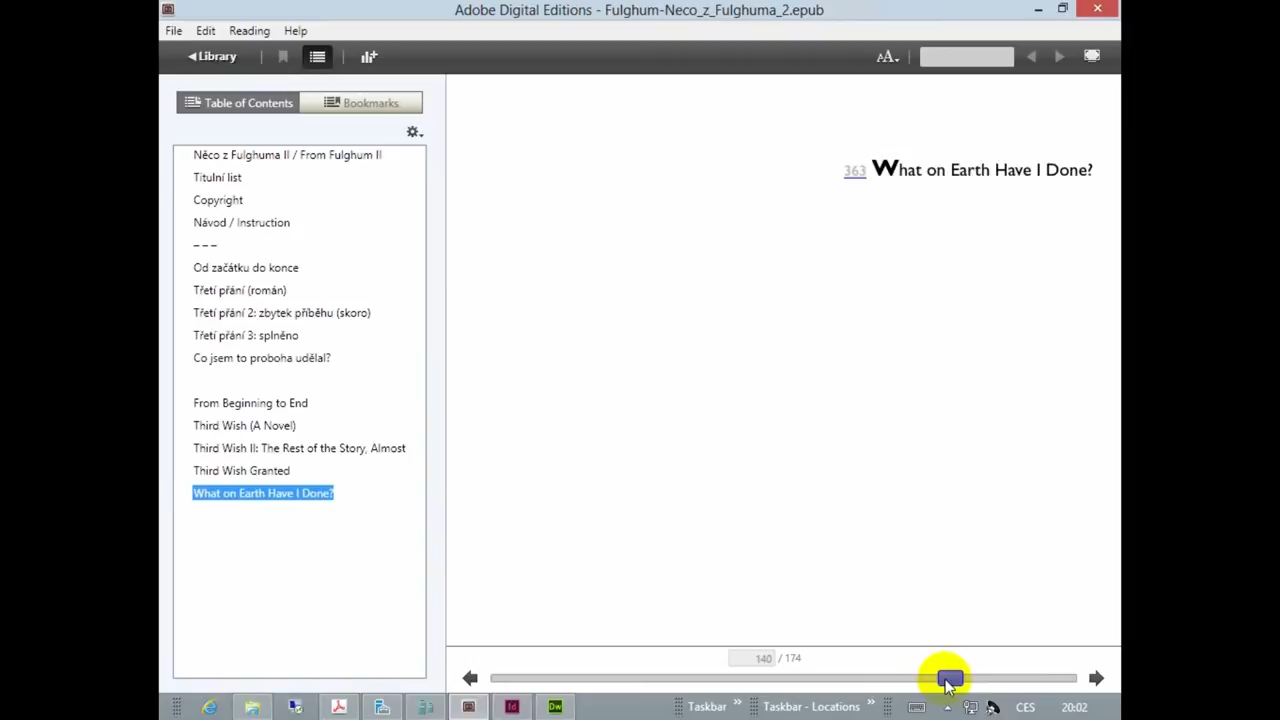 Adobe Digital Editions - Fulghum-Neco_z_Fulghuma_2.epub
File Edit Reading Help
Library
Table of Contents Bookmarks
Něco z Fulghuma II / From Fulghum II
Titulní list
Copyright
Návod / Instruction
– – –
Od začátku do konce
Třetí přání (román)
Třetí přání 2: zbytek příběhu (skoro)
Třetí přání 3: splněno
Co jsem to proboha udělal?
From Beginning to End
Third Wish (A Novel)
Third Wish II: The Rest of the Story, Almost
Third Wish Granted
What on Earth Have I Done?
363 What on Earth Have I Done?
140 / 174
Taskbar » Taskbar - Locations » CES 20:02